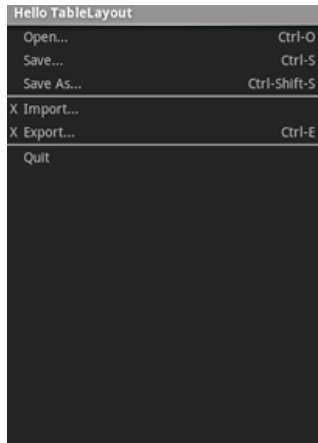 Hello TableLayout
Open... Ctrl-O
Save... Ctrl-S
Save As... Ctrl-Shift-S
X Import...
X Export... Ctrl-E
Quit